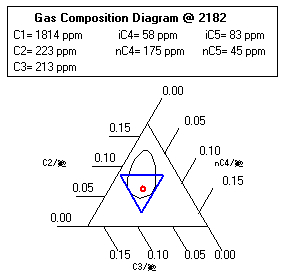 Gas Composition Diagram @ 2182
C1= 1814 ppm iC4= 58 ppm iC5= 83 ppm
C2= 223 ppm nC4= 175 ppm nC5= 45 ppm
C3= 213 ppm
0.00
0.15 0.05
0.10 0.10
C2/ nC4/
0.05 0.15
0.00 0.00
0.15 0.10 0.05
C3/